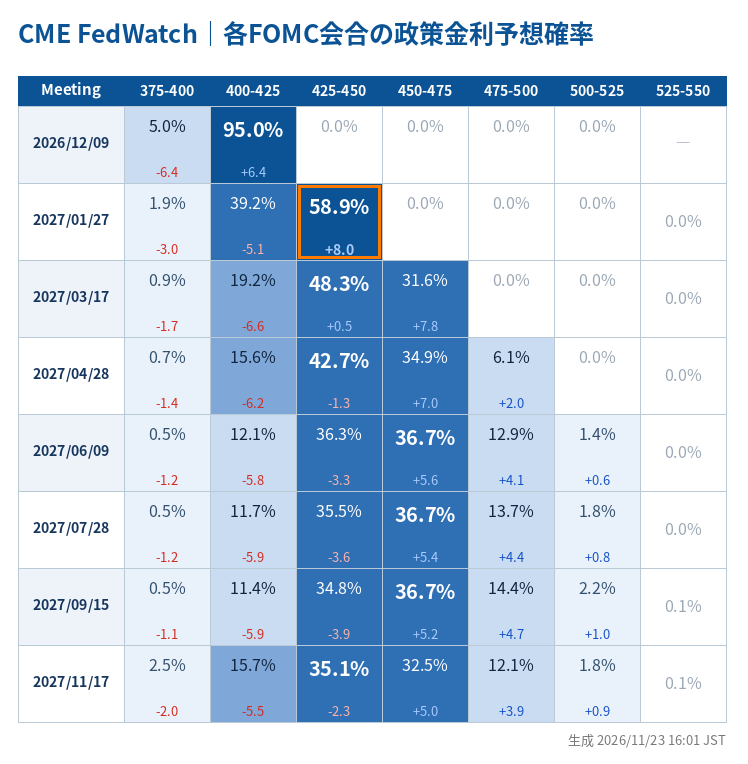 CME FedWatch｜各FOMC会合の政策金利予想確率
Meeting 375-400 400-425 425-450 450-475 475-500 500-525 525-550
2026/12/09 5.0% 95.0% 0.0% 0.0% 0.0% 0.0% —
-6.4 +6.4
2027/01/27 1.9% 39.2% 58.9% 0.0% 0.0% 0.0% 0.0%
-3.0 -5.1 +8.0
2027/03/17 0.9% 19.2% 48.3% 31.6% 0.0% 0.0% 0.0%
-1.7 -6.6 +0.5 +7.8
2027/04/28 0.7% 15.6% 42.7% 34.9% 6.1% 0.0% 0.0%
-1.4 -6.2 -1.3 +7.0 +2.0
2027/06/09 0.5% 12.1% 36.3% 36.7% 12.9% 1.4% 0.0%
-1.2 -5.8 -3.3 +5.6 +4.1 +0.6
2027/07/28 0.5% 11.7% 35.5% 36.7% 13.7% 1.8% 0.0%
-1.2 -5.9 -3.6 +5.4 +4.4 +0.8
2027/09/15 0.5% 11.4% 34.8% 36.7% 14.4% 2.2% 0.1%
-1.1 -5.9 -3.9 +5.2 +4.7 +1.0
2027/11/17 2.5% 15.7% 35.1% 32.5% 12.1% 1.8% 0.1%
-2.0 -5.5 -2.3 +5.0 +3.9 +0.9
生成 2026/11/23 16:01 JST